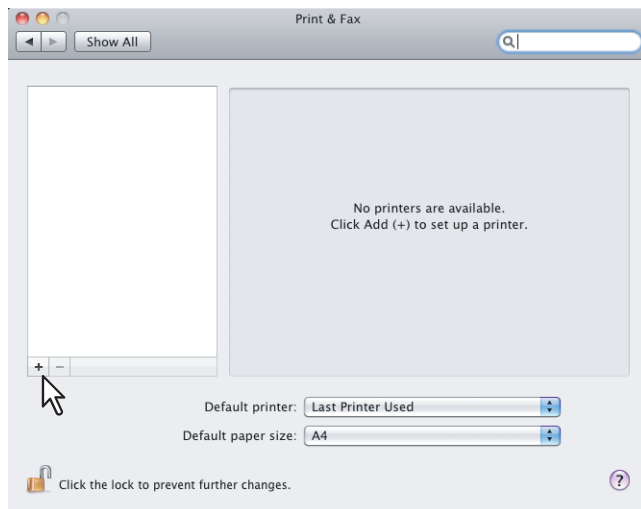 Print & Fax
Show All
No printers are available.
Click Add (+) to set up a printer.
+ −
Default printer: Last Printer Used
Default paper size: A4
Click the lock to prevent further changes.
?